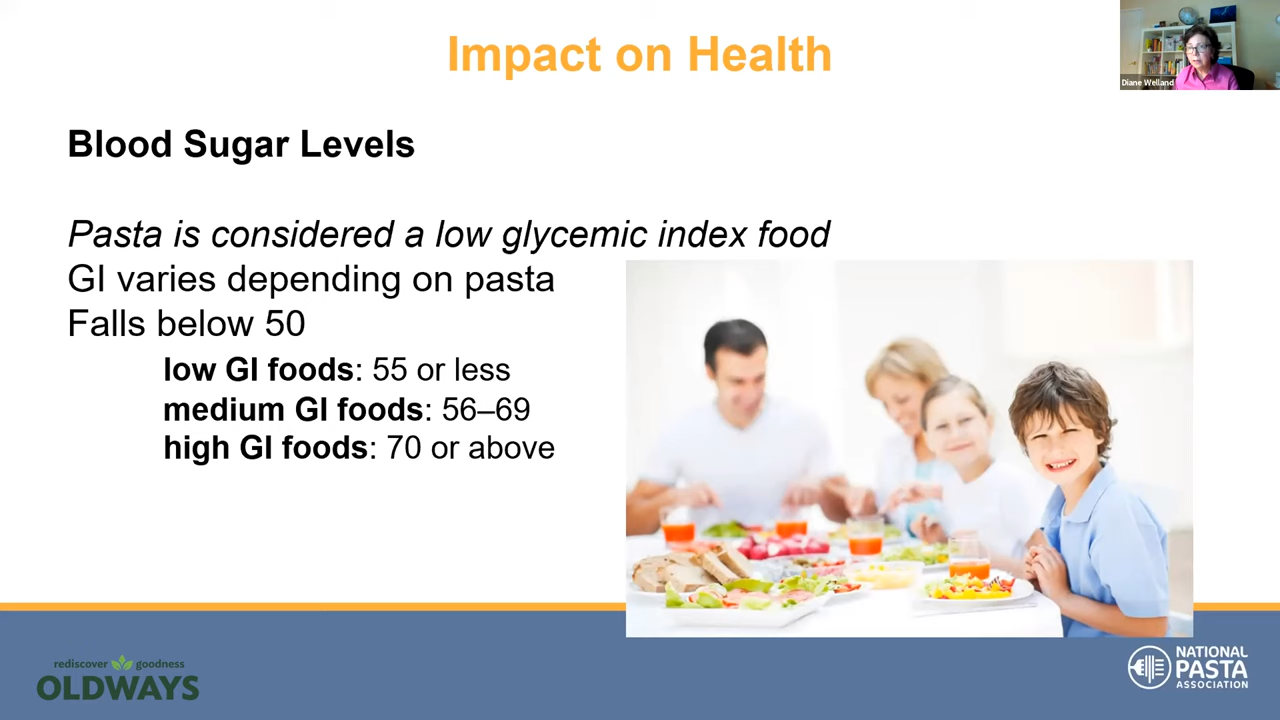 Impact on Health
Diane Welland
Blood Sugar Levels
Pasta is considered a low glycemic index food
GI varies depending on pasta
Falls below 50
low GI foods: 55 or less
medium GI foods: 56–69
high GI foods: 70 or above
rediscover goodness
OLDWAYS
NATIONAL
PASTA
ASSOCIATION